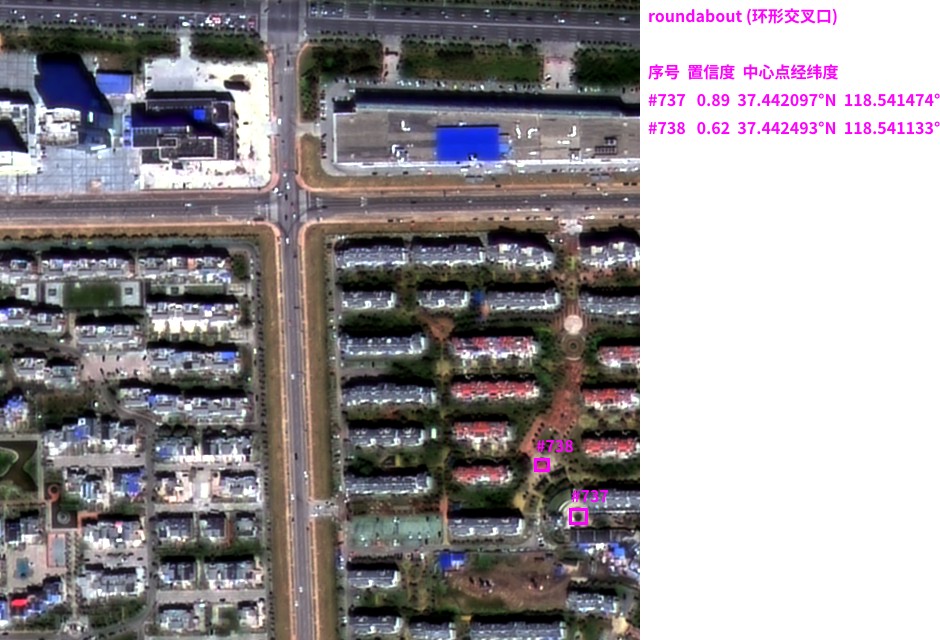 roundabout (环形交叉口)
序号 置信度 中心点经纬度
#737 0.89 37.442097°N 118.541474°
#738 0.62 37.442493°N 118.541133°
#738
#737